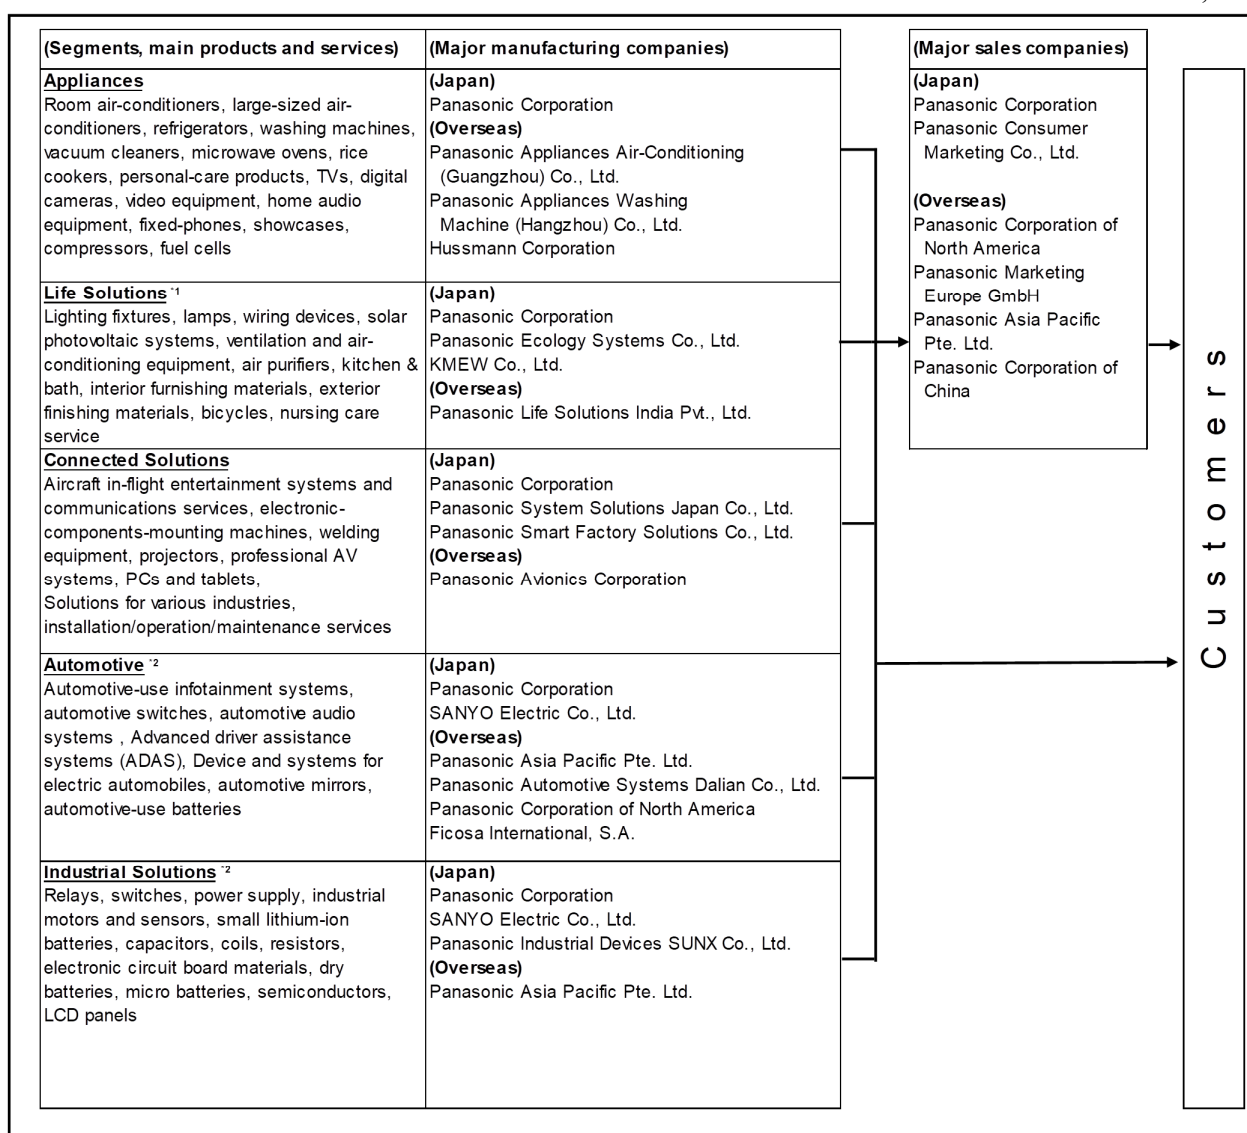 (Segments, main products and services)
(Major manufacturing companies)
(Major sales companies)
Appliances
Room air-conditioners, large-sized air-
conditioners, refrigerators, washing machines,
vacuum cleaners, microwave ovens, rice
cookers, personal-care products, TVs, digital
cameras, video equipment, home audio
equipment, fixed-phones, showcases,
compressors, fuel cells
(Japan)
Panasonic Corporation
(Overseas)
Panasonic Appliances Air-Conditioning
(Guangzhou) Co., Ltd.
Panasonic Appliances Washing
Machine (Hangzhou) Co., Ltd.
Hussmann Corporation
Life Solutions *1
Lighting fixtures, lamps, wiring devices, solar
photovoltaic systems, ventilation and air-
conditioning equipment, air purifiers, kitchen &
bath, interior furnishing materials, exterior
finishing materials, bicycles, nursing care
service
(Japan)
Panasonic Corporation
Panasonic Ecology Systems Co., Ltd.
KMEW Co., Ltd.
(Overseas)
Panasonic Life Solutions India Pvt., Ltd.
Connected Solutions
Aircraft in-flight entertainment systems and
communications services, electronic-
components-mounting machines, welding
equipment, projectors, professional AV
systems, PCs and tablets,
Solutions for various industries,
installation/operation/maintenance services
(Japan)
Panasonic Corporation
Panasonic System Solutions Japan Co., Ltd.
Panasonic Smart Factory Solutions Co., Ltd.
(Overseas)
Panasonic Avionics Corporation
Automotive *2
Automotive-use infotainment systems,
automotive switches, automotive audio
systems , Advanced driver assistance
systems (ADAS), Device and systems for
electric automobiles, automotive mirrors,
automotive-use batteries
(Japan)
Panasonic Corporation
SANYO Electric Co., Ltd.
(Overseas)
Panasonic Asia Pacific Pte. Ltd.
Panasonic Automotive Systems Dalian Co., Ltd.
Panasonic Corporation of North America
Ficosa International, S.A.
Industrial Solutions *2
Relays, switches, power supply, industrial
motors and sensors, small lithium-ion
batteries, capacitors, coils, resistors,
electronic circuit board materials, dry
batteries, micro batteries, semiconductors,
LCD panels
(Japan)
Panasonic Corporation
SANYO Electric Co., Ltd.
Panasonic Industrial Devices SUNX Co., Ltd.
(Overseas)
Panasonic Asia Pacific Pte. Ltd.
(Japan)
Panasonic Corporation
Panasonic Consumer
Marketing Co., Ltd.
(Overseas)
Panasonic Corporation of
North America
Panasonic Marketing
Europe GmbH
Panasonic Asia Pacific
Pte. Ltd.
Panasonic Corporation of
China
Customers